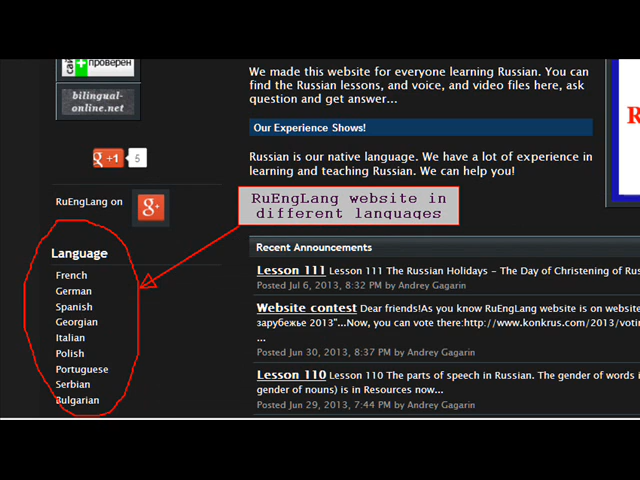 проверен
bilingual-
online.net
+1
5
RuEngLang on
Language
French
German
Spanish
Georgian
Italian
Polish
Portuguese
Serbian
Bulgarian
We made this website for everyone learning Russian. You can
find the Russian lessons, and voice, and video files here, ask
question and get answer...
Our Experience Shows!
Russian is our native language. We have a lot of experience in
learning and teaching Russian. We can help you!
RuEngLang website in
different languages
Recent Announcements
Lesson 111 Lesson 111 The Russian Holidays - The Day of Christening of Rus
Posted Jul 6, 2013, 8:32 PM by Andrey Gagarin
Website contest Dear friends!As you know RuEngLang website is on website
зарубежье 2013"...Now, you can vote there:http://www.konkrus.com/2013/votin
...
Posted Jun 30, 2013, 8:37 PM by Andrey Gagarin
Lesson 110 Lesson 110 The parts of speech in Russian. The gender of words i
gender of nouns) is in Resources now...
Posted Jun 29, 2013, 7:44 PM by Andrey Gagarin